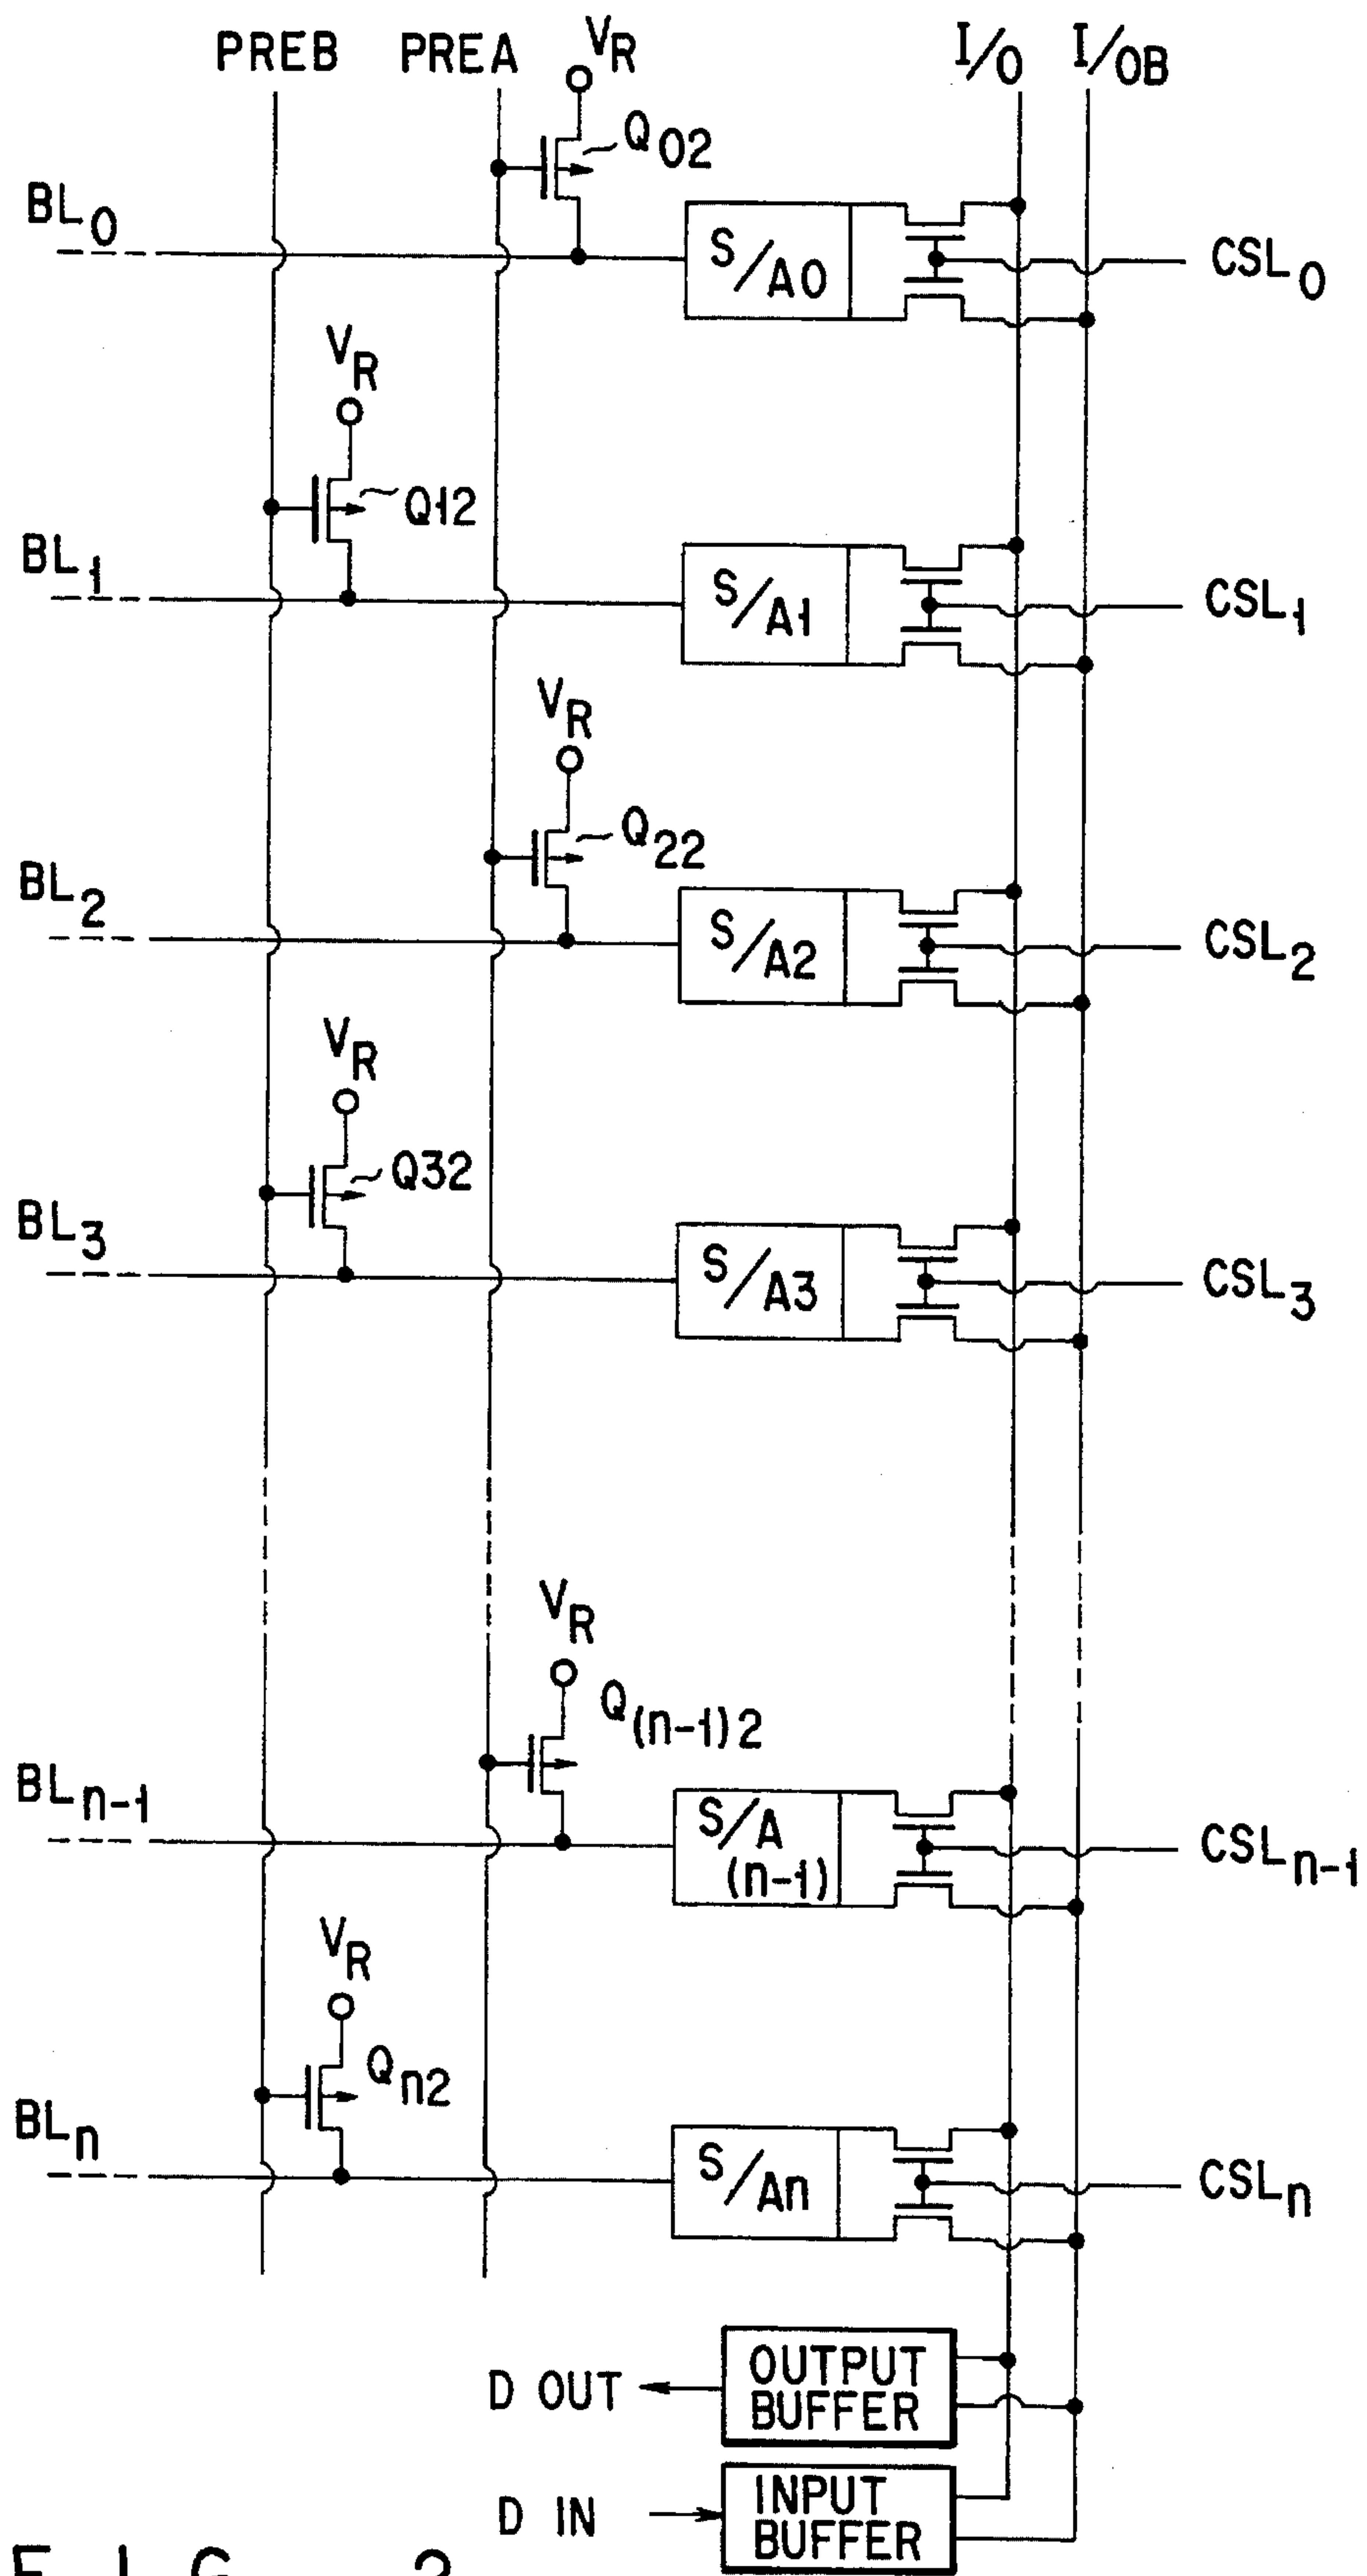 PREB PREA VR I/O I/OB
Q02
BL0 S/A0 CSL0
VR
Q12
BL1 S/A1 CSL1
VR
Q22
BL2 S/A2 CSL2
VR
Q32
BL3 S/A3 CSL3
VR
Q(n-1)2
BLn-1 S/A (n-1) CSLn-1
VR
Qn2
BLn S/An CSLn
D OUT OUTPUT BUFFER
D IN INPUT BUFFER